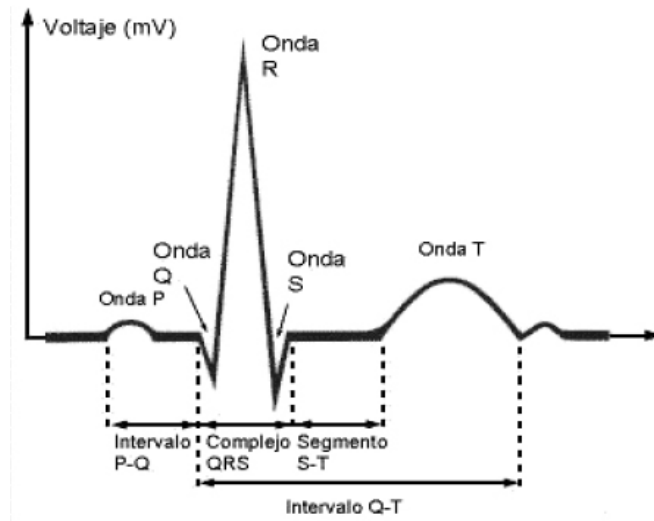 Voltaje (mV)
Onda
R
Onda
Q
Onda
S
Onda P
Onda T
Intervalo
P-Q
Complejo
QRS
Segmento
S-T
Intervalo Q-T